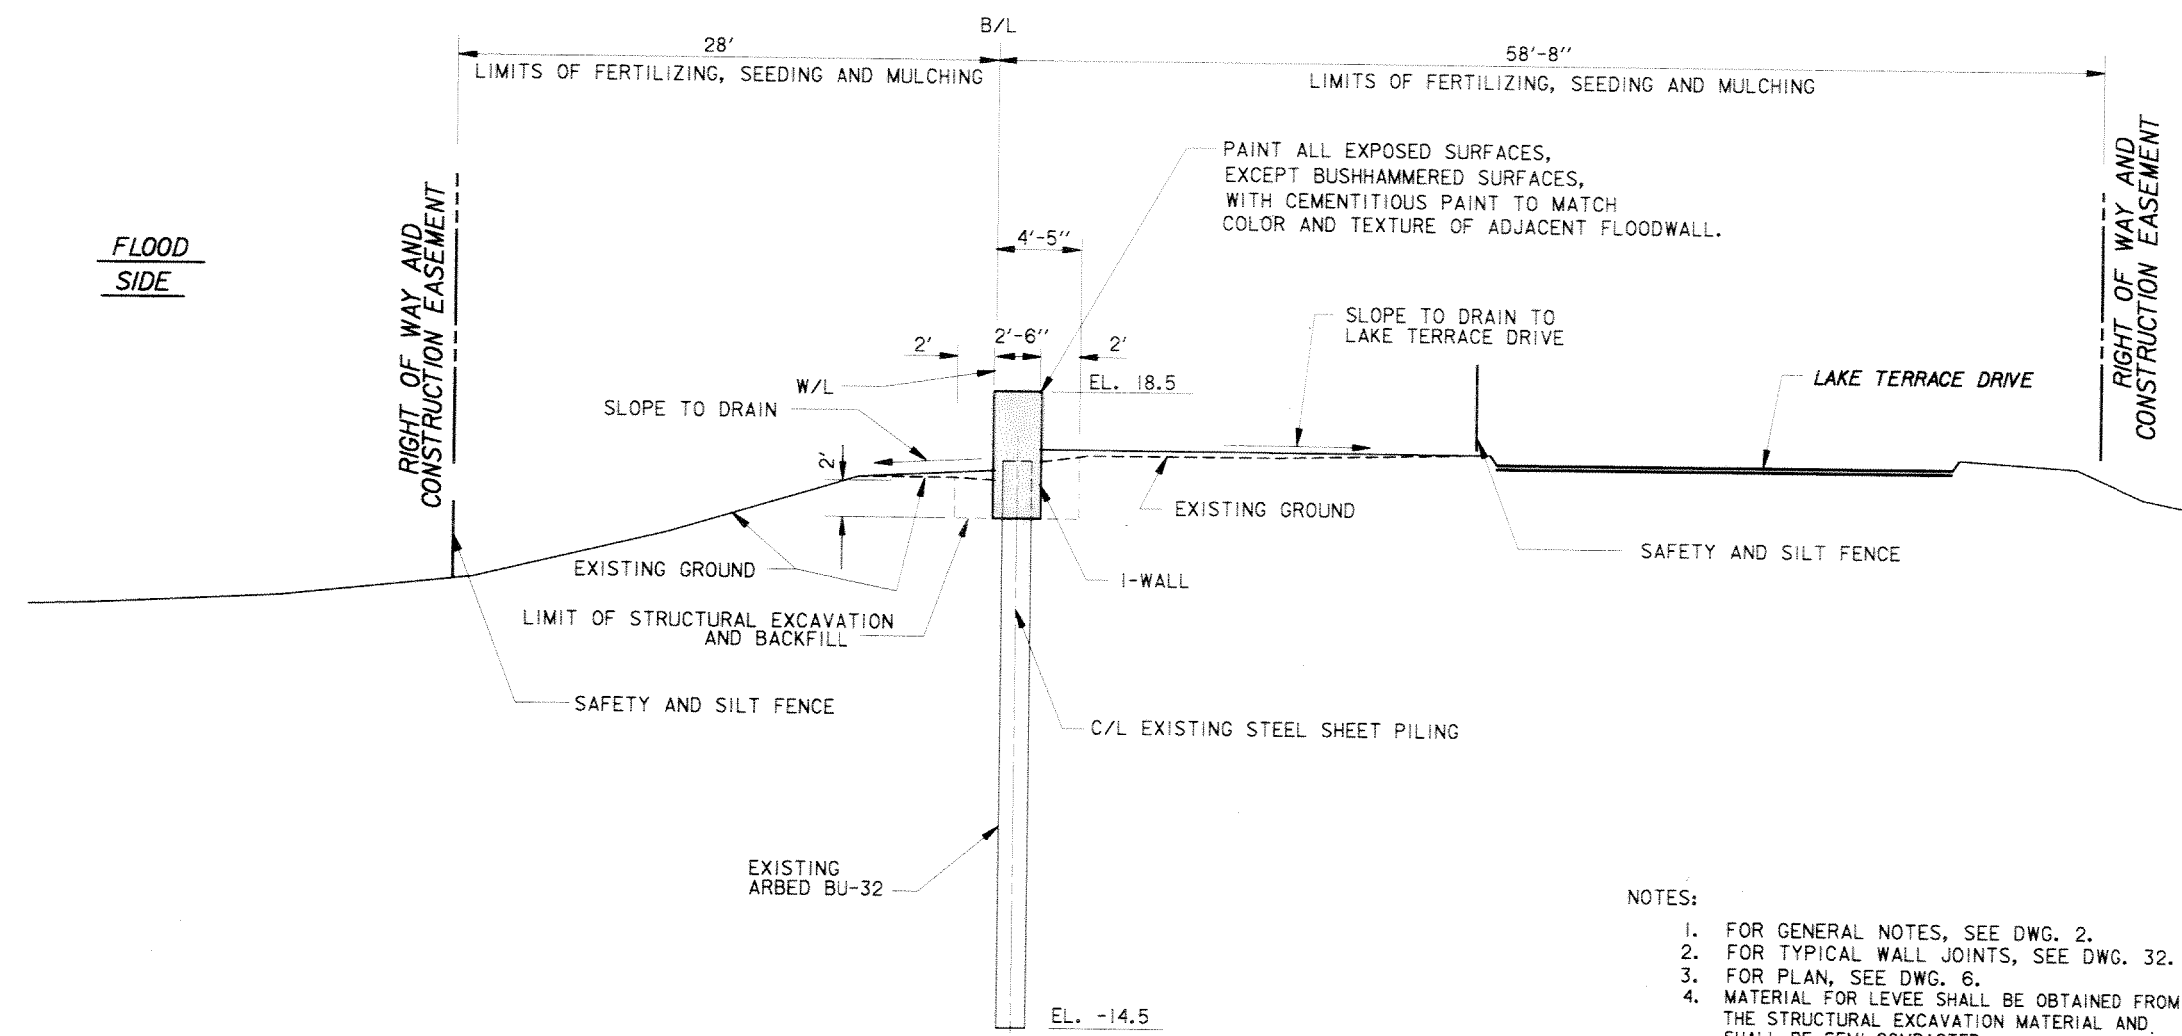 B/L
28'
58'-8"
LIMITS OF FERTILIZING, SEEDING AND MULCHING
LIMITS OF FERTILIZING, SEEDING AND MULCHING
PAINT ALL EXPOSED SURFACES,
EXCEPT BUSHHAMMERED SURFACES,
WITH CEMENTITIOUS PAINT TO MATCH
COLOR AND TEXTURE OF ADJACENT FLOODWALL.
RIGHT OF WAY AND
CONSTRUCTION EASEMENT
RIGHT OF WAY AND
CONSTRUCTION EASEMENT
FLOOD
SIDE
4'-5"
SLOPE TO DRAIN TO
LAKE TERRACE DRIVE
2'
2'-6"
2'
W/L
EL. 18.5
LAKE TERRACE DRIVE
SLOPE TO DRAIN
2'
EXISTING GROUND
SAFETY AND SILT FENCE
EXISTING GROUND
I-WALL
LIMIT OF STRUCTURAL EXCAVATION
AND BACKFILL
SAFETY AND SILT FENCE
C/L EXISTING STEEL SHEET PILING
EXISTING
ARBED BU-32
EL. -14.5
NOTES:
1. FOR GENERAL NOTES, SEE DWG. 2.
2. FOR TYPICAL WALL JOINTS, SEE DWG. 32.
3. FOR PLAN, SEE DWG. 6.
4. MATERIAL FOR LEVEE SHALL BE OBTAINED FROM
THE STRUCTURAL EXCAVATION MATERIAL AND